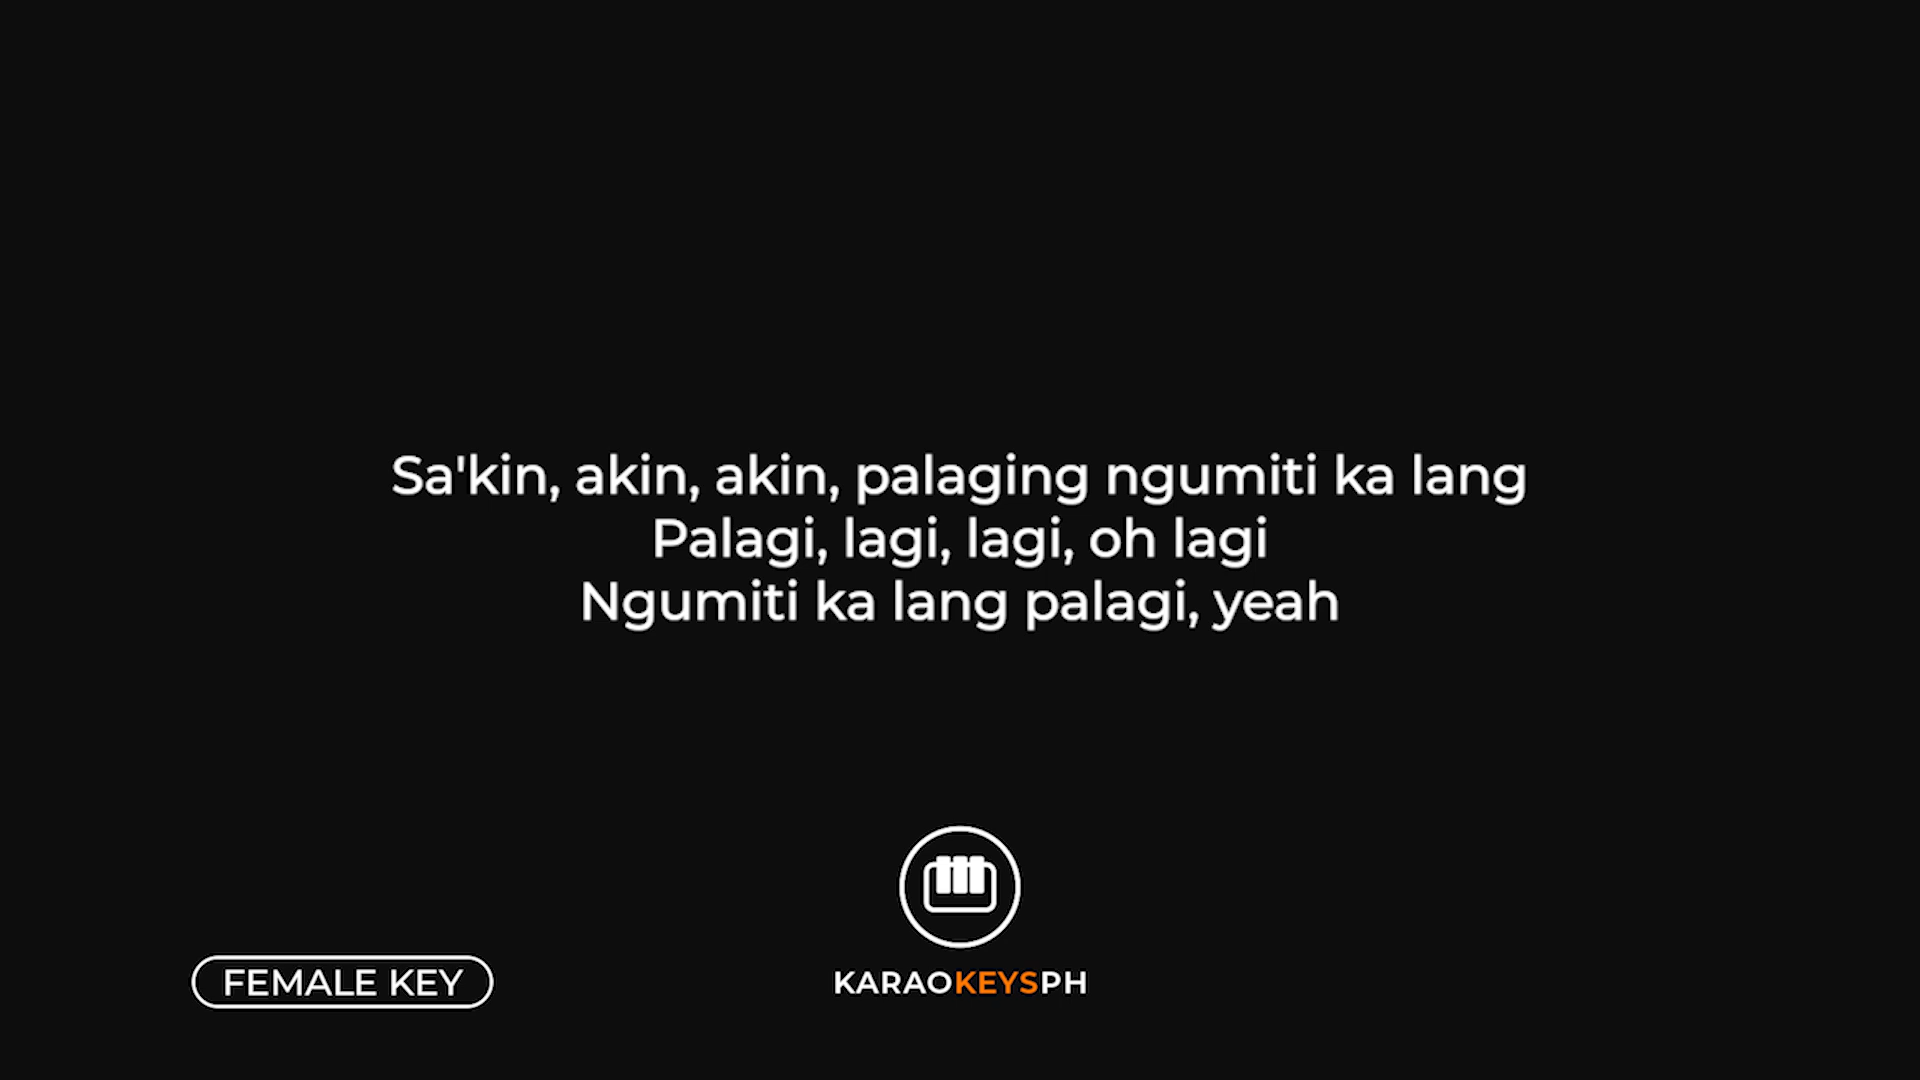 Sa'kin, akin, akin, palaging ngumiti ka lang
Palagi, lagi, lagi, oh lagi
Ngumiti ka lang palagi, yeah
FEMALE KEY
KARAOKEYSPH